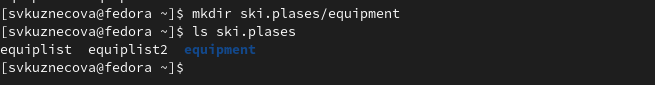 [svkuznecova@fedora ~]$ mkdir ski.plases/equipment
[svkuznecova@fedora ~]$ ls ski.plases
equiplist  equiplist2  equipment
[svkuznecova@fedora ~]$